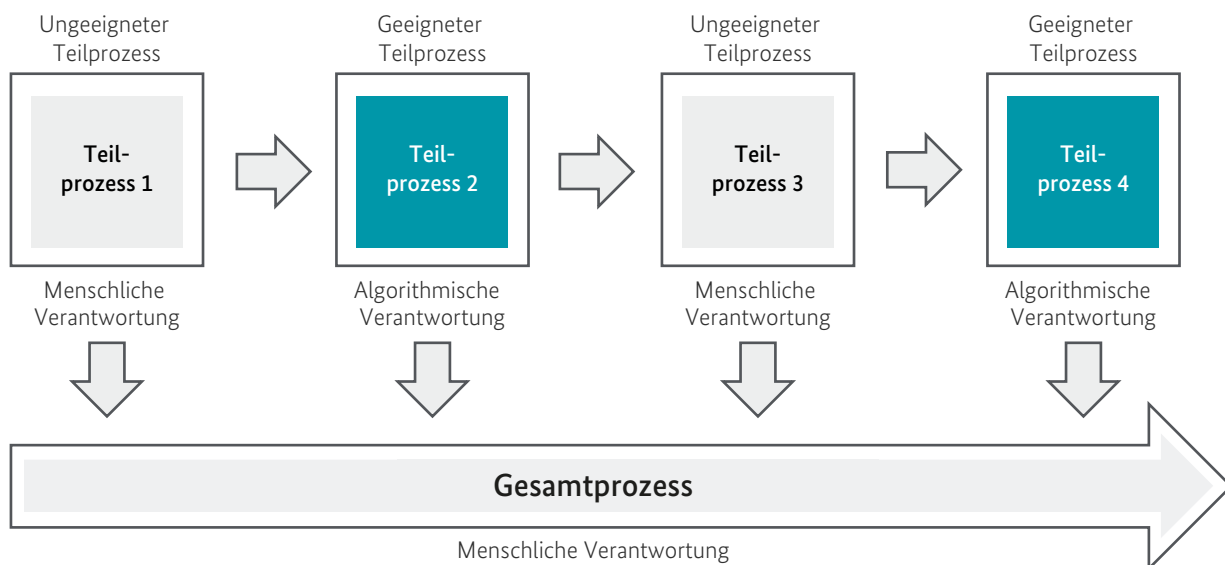 Ungeeigneter
Teilprozess
Geeigneter
Teilprozess
Ungeeigneter
Teilprozess
Geeigneter
Teilprozess
Teil-
prozess 1
Teil-
prozess 2
Teil-
prozess 3
Teil-
prozess 4
Menschliche
Verantwortung
Algorithmische
Verantwortung
Menschliche
Verantwortung
Algorithmische
Verantwortung
Gesamtprozess
Menschliche Verantwortung